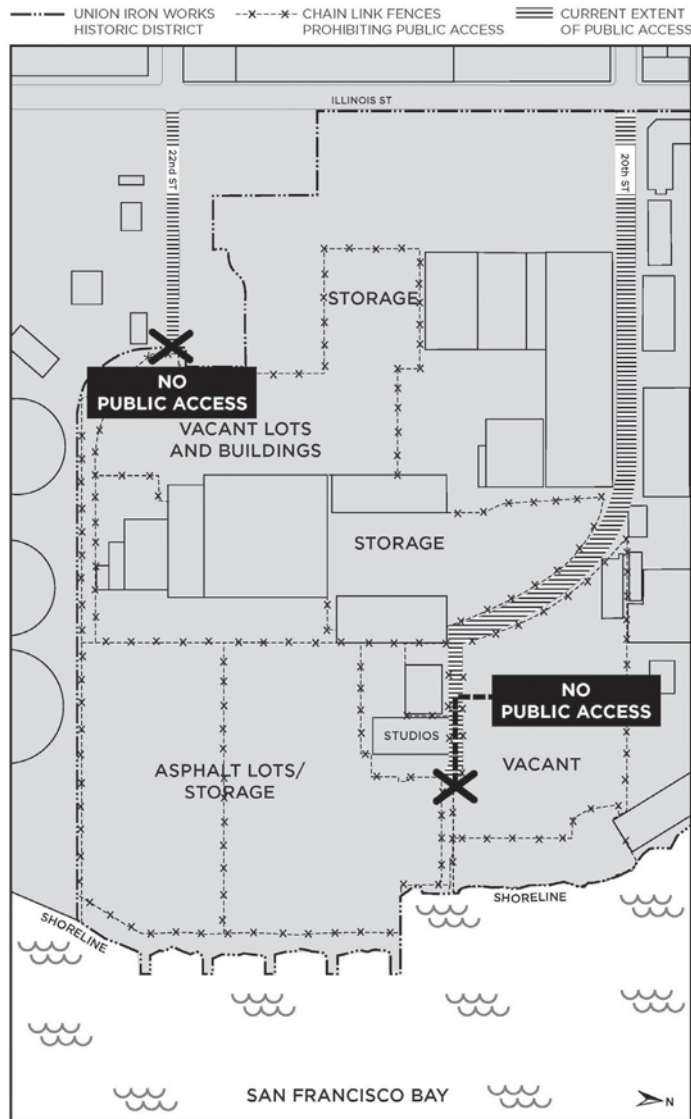 UNION IRON WORKS
HISTORIC DISTRICT
CHAIN LINK FENCES
PROHIBITING PUBLIC ACCESS
CURRENT EXTENT
OF PUBLIC ACCESS
ILLINOIS ST
22nd ST
20th ST
STORAGE
NO
PUBLIC ACCESS
VACANT LOTS
AND BUILDINGS
STORAGE
NO
PUBLIC ACCESS
STUDIOS
VACANT
ASPHALT LOTS/
STORAGE
SHORELINE
SHORELINE
SAN FRANCISCO BAY
N